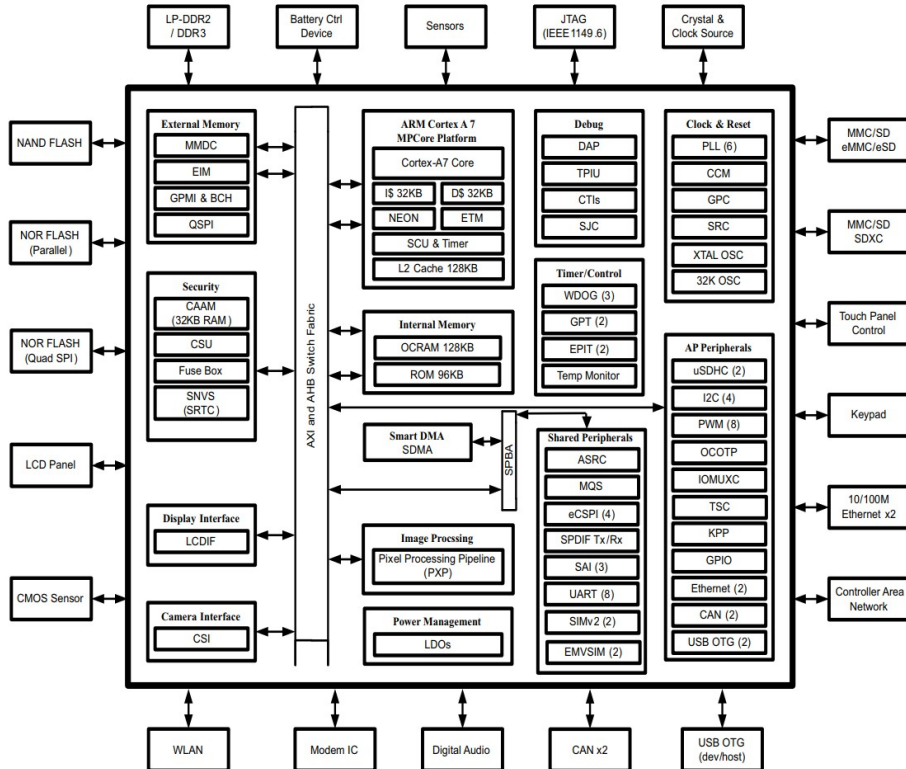 LP-DDR2
/ DDR3
Battery Ctrl
Device
Sensors
JTAG
(IEEE1149.6)
Crystal &
Clock Source
NAND FLASH
NOR FLASH
(Parallel)
NOR FLASH
(Quad SPI)
LCD Panel
CMOS Sensor
External Memory
MMDC
EIM
GPMI & BCH
QSPI
Security
CAAM
(32KB RAM)
CSU
Fuse Box
SNVS
(SRTC)
Display Interface
LCDIF
Camera Interface
CSI
AXI and AHB Switch Fabric
ARM Cortex A 7
MPCore Platform
Cortex-A7 Core
I$ 32KB
D$ 32KB
NEON
ETM
SCU & Timer
L2 Cache 128KB
Internal Memory
OCRAM 128KB
ROM 96KB
Smart DMA
SDMA
SPBA
Image Procssing
Pixel Processing Pipeline
(PXP)
Power Management
LDOs
Debug
DAP
TPIU
CTIs
SJC
Timer/Control
WDOG (3)
GPT (2)
EPIT (2)
Temp Monitor
Shared Peripherals
ASRC
MQS
eCSPI (4)
SPDIF Tx/Rx
SAI (3)
UART (8)
SIMv2 (2)
EMVSIM (2)
Clock & Reset
PLL (6)
CCM
GPC
SRC
XTAL OSC
32K OSC
AP Peripherals
uSDHC (2)
I2C (4)
PWM (8)
OCOTP
IOMUXC
TSC
KPP
GPIO
Ethernet (2)
CAN (2)
USB OTG (2)
MMC/SD
eMMC/eSD
MMC/SD
SDXC
Touch Panel
Control
Keypad
10/100M
Ethernet x2
Controller Area
Network
WLAN
Modem IC
Digital Audio
CAN x2
USB OTG
(dev/host)